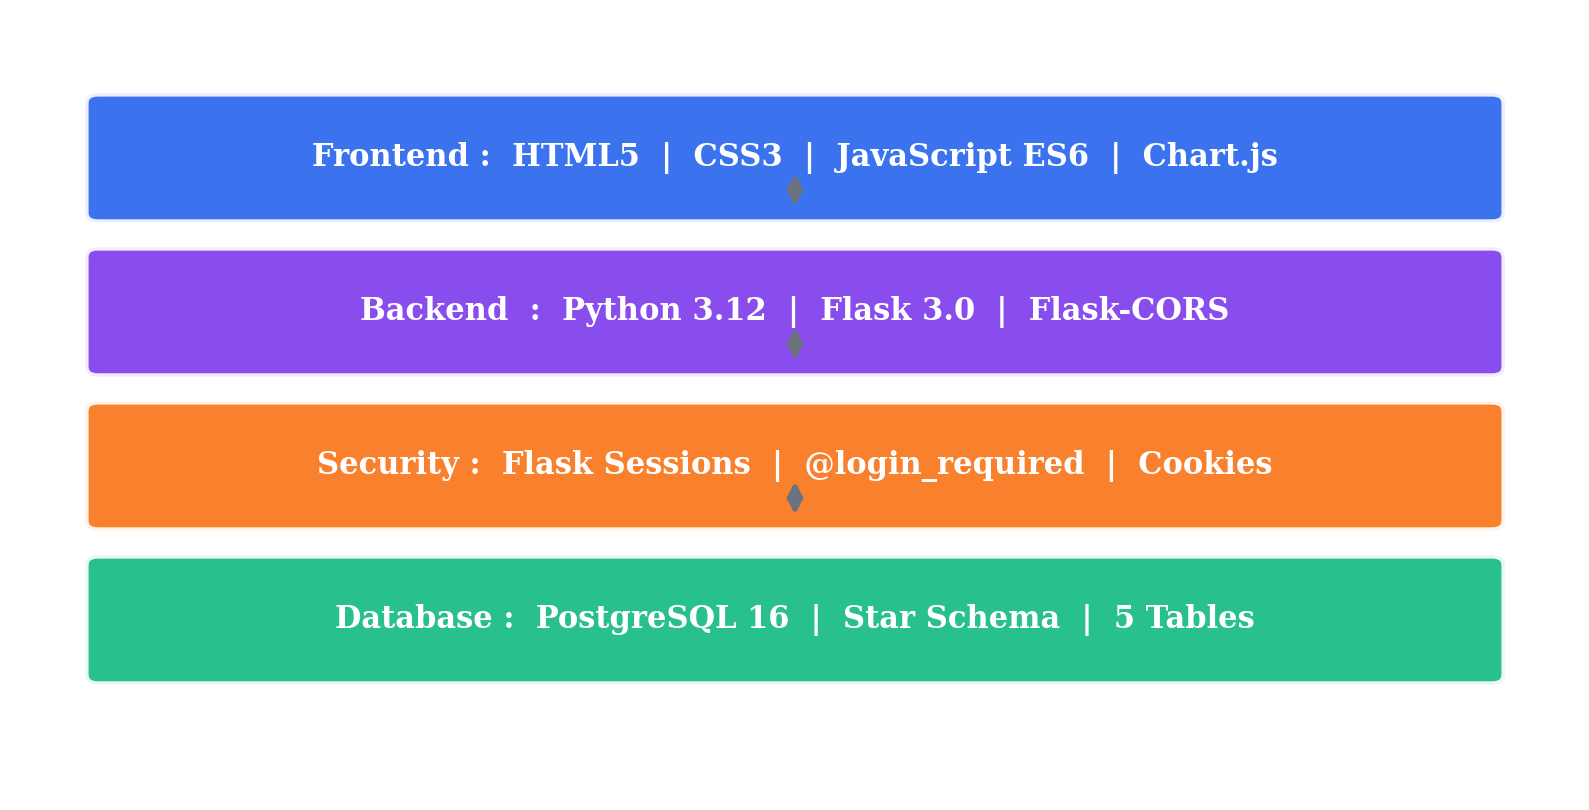 Frontend :  HTML5  |  CSS3  |  JavaScript ES6  |  Chart.js
Backend  :  Python 3.12  |  Flask 3.0  |  Flask-CORS
Security :  Flask Sessions  |  @login_required  |  Cookies
Database :  PostgreSQL 16  |  Star Schema  |  5 Tables